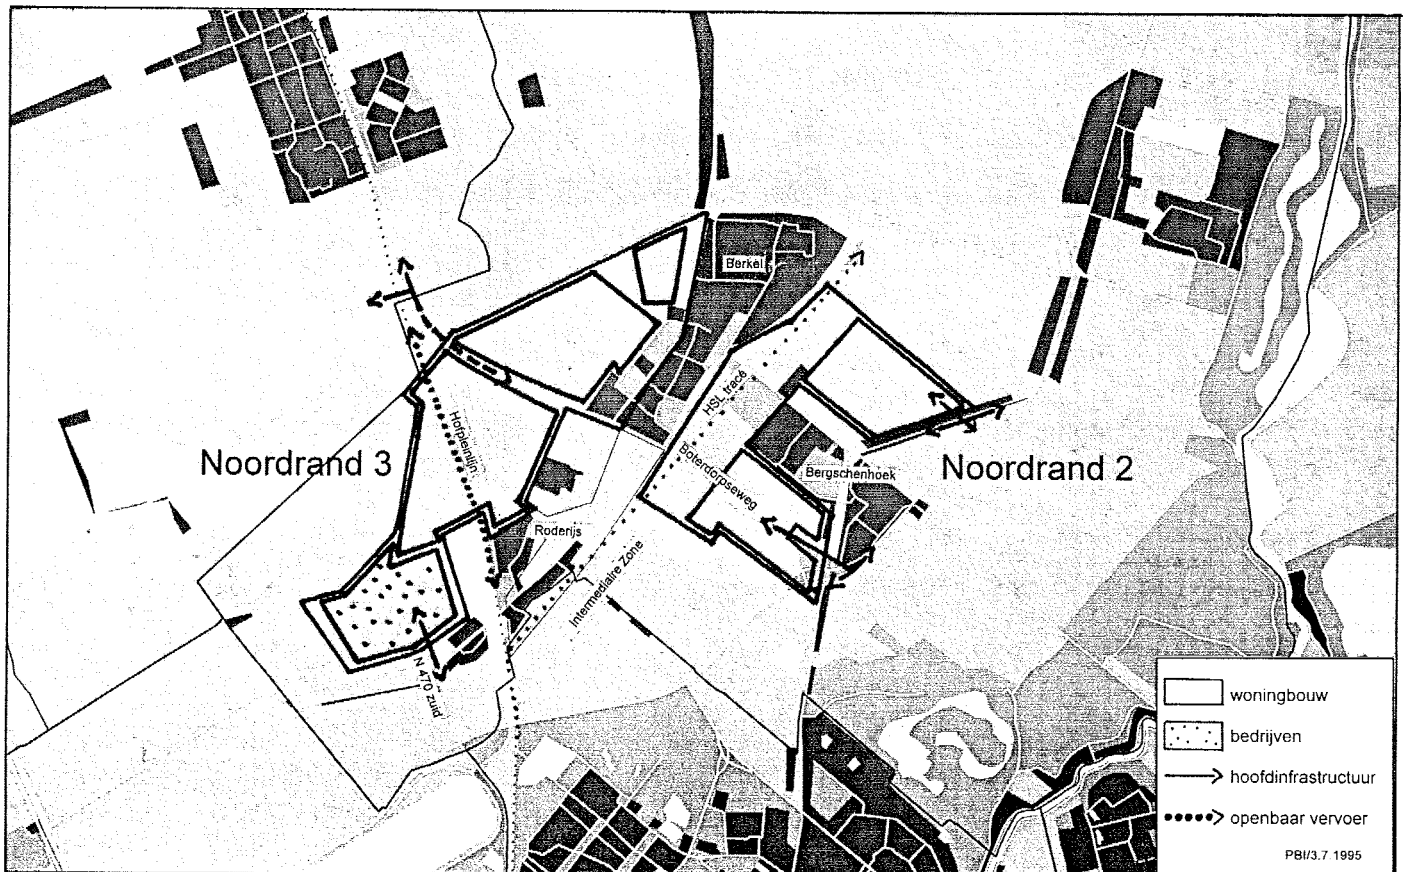 Berkel
HSL tracé
Hofpleinlijn
Noordrand 3
Boterdorpseweg
Bergschenhoek
Noordrand 2
Roderijs
Intermediaire Zone
N 470 zuid
woningbouw
bedrijven
hoofdinfrastructuur
openbaar vervoer
PBI/3.7.1995